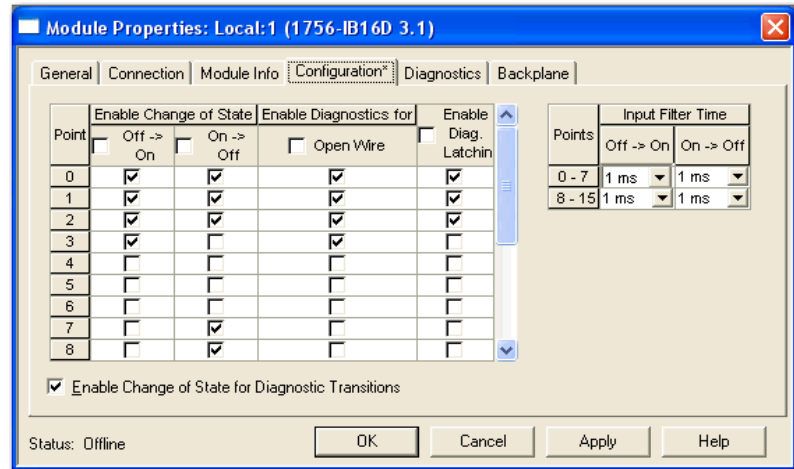 Module Properties: Local:1 (1756-IB16D 3.1)
General Connection Module Info Configuration* Diagnostics Backplane
Point Enable Change of State Enable Diagnostics for Enable Diag. Latchin
Off -> On On -> Off Open Wire
0
1
2
3
4
5
6
7
8
Points Input Filter Time
Off -> On On -> Off
0 - 7 1 ms 1 ms
8 - 15 1 ms 1 ms
Enable Change of State for Diagnostic Transitions
Status: Offline
OK Cancel Apply Help